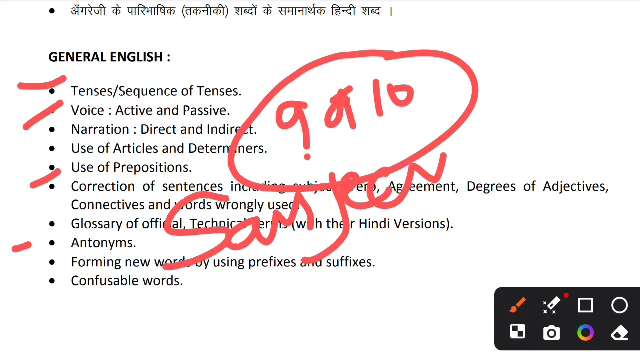 • अँगरेजी के पारिभाषिक (तकनीकी) शब्दों के समानार्थक हिन्दी शब्द ।
GENERAL ENGLISH :
• Tenses/Sequence of Tenses.
• Voice : Active and Passive.
• Narration : Direct and Indirect.
• Use of Articles and Determiners.
• Use of Prepositions.
• Correction of sentences including subject, Verb, Agreement, Degrees of Adjectives,
Connectives and words wrongly used.
• Glossary of official, Technical Terms (with their Hindi Versions).
• Antonyms.
• Forming new words by using prefixes and suffixes.
• Confusable words.
Sanjeev